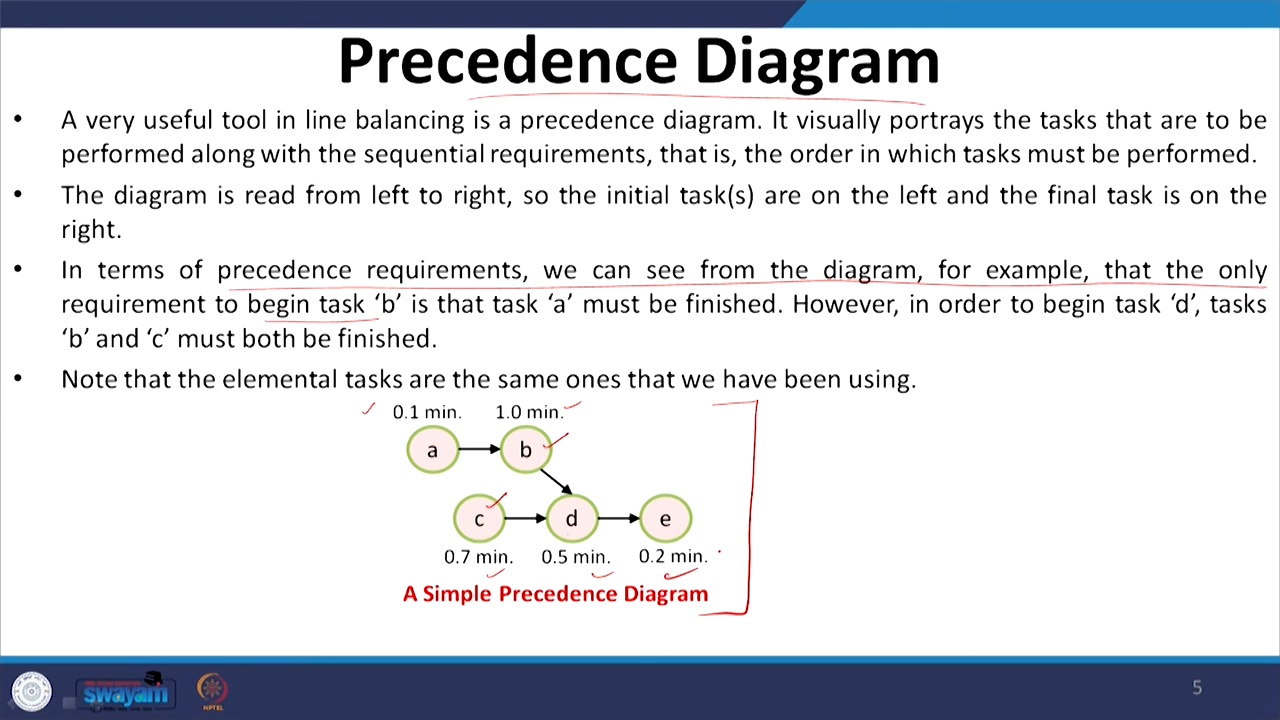 Precedence Diagram
• A very useful tool in line balancing is a precedence diagram. It visually portrays the tasks that are to be
performed along with the sequential requirements, that is, the order in which tasks must be performed.
• The diagram is read from left to right, so the initial task(s) are on the left and the final task is on the
right.
• In terms of precedence requirements, we can see from the diagram, for example, that the only
requirement to begin task ‘b’ is that task ‘a’ must be finished. However, in order to begin task ‘d’, tasks
‘b’ and ‘c’ must both be finished.
• Note that the elemental tasks are the same ones that we have been using.
0.1 min. 1.0 min.
a b
c d e
0.7 min. 0.5 min. 0.2 min.
A Simple Precedence Diagram
swayam
NPTEL
5